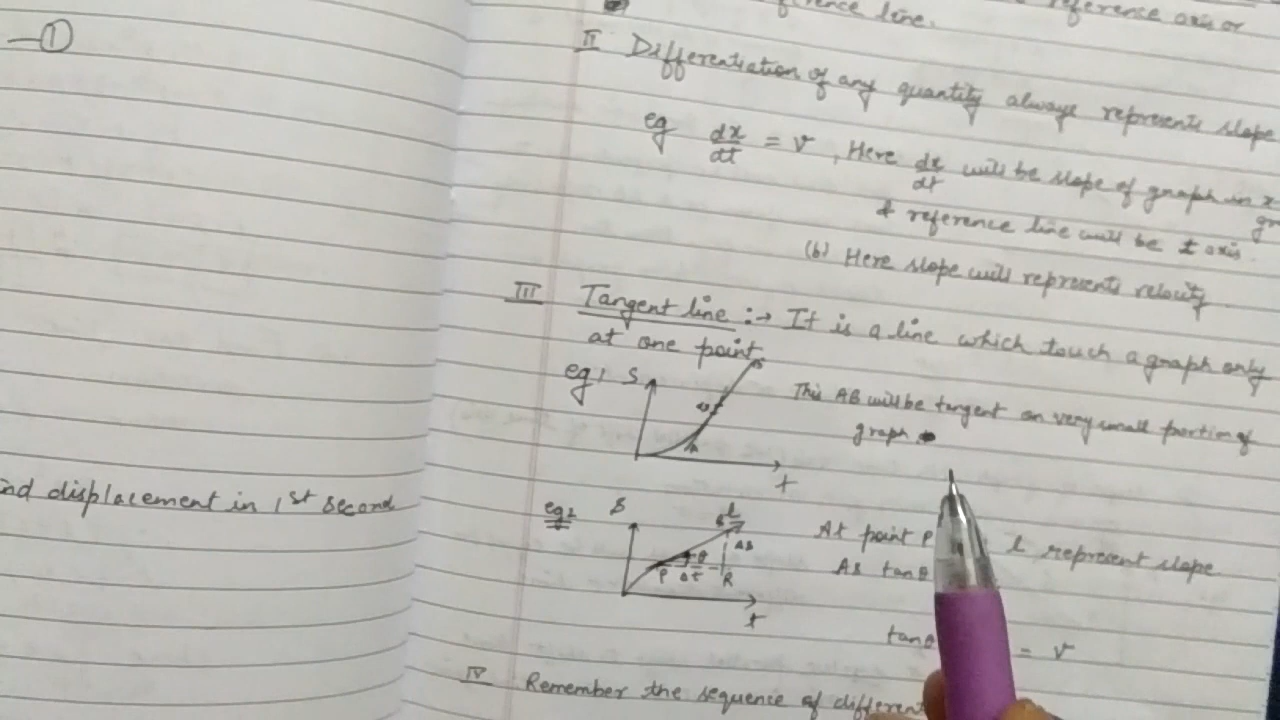 —①
reference axis or
reference line.
II Differentiation of any quantity always represents slope
eg dx/dt = v, Here dx/dt will be slope of graph in x
& reference line will be t axis.
(b) Here slope will represents velocity.
III Tangent line :→ It is a line which touch a graph only
at one point.
eg1 S
This AB will be tangent on very small portion of
graph
t
nd displacement in 1st second
eg2 S
l
ΔS
θ
P Δt R
t
At point P l represent slope
As tanθ
tanθ = v
IV Remember the sequence of different